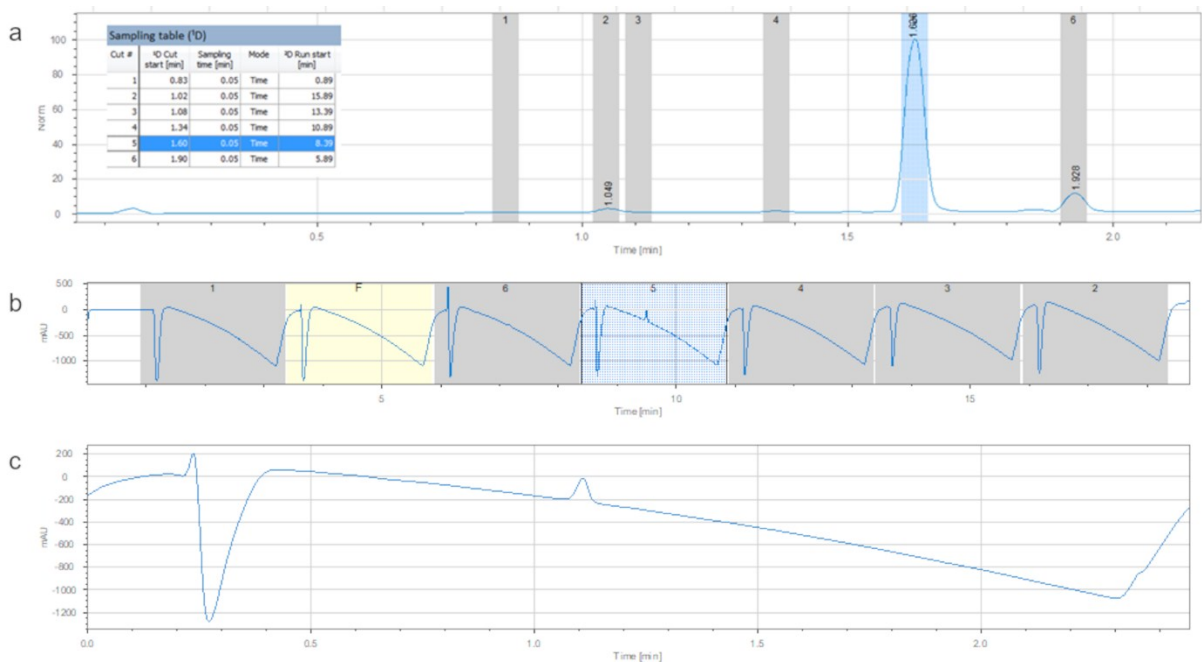 a
Sampling table (¹D)
Cut # ¹D Cut start [min] Sampling time [min] Mode ²D Run start [min]
1 0.83 0.05 Time 0.89
2 1.02 0.05 Time 15.89
3 1.08 0.05 Time 13.39
4 1.34 0.05 Time 10.89
5 1.60 0.05 Time 8.39
6 1.90 0.05 Time 5.89
1 2 3 4 6
1.049
1.626
1.928
Norm
100
80
60
40
20
0
0.5 1.0 1.5 2.0
Time [min]
b
1 F 6 5 4 3 2
mAU
500
0
-500
-1000
5 10 15
Time [min]
c
mAU
200
0
-200
-400
-600
-800
-1000
-1200
0.0 0.5 1.0 1.5 2.0
Time [min]